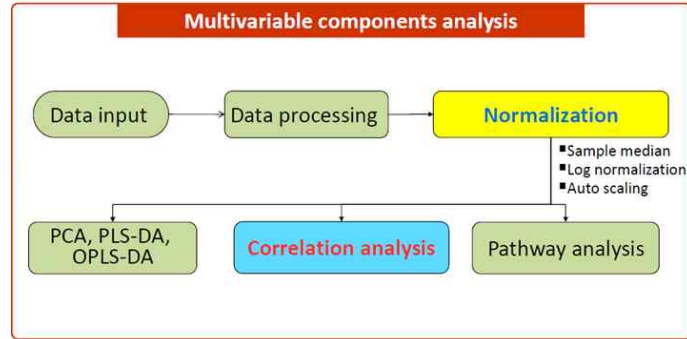 Multivariable components analysis
Data input
Data processing
Normalization
▪Sample median
▪Log normalization
▪Auto scaling
PCA, PLS-DA,
OPLS-DA
Correlation analysis
Pathway analysis